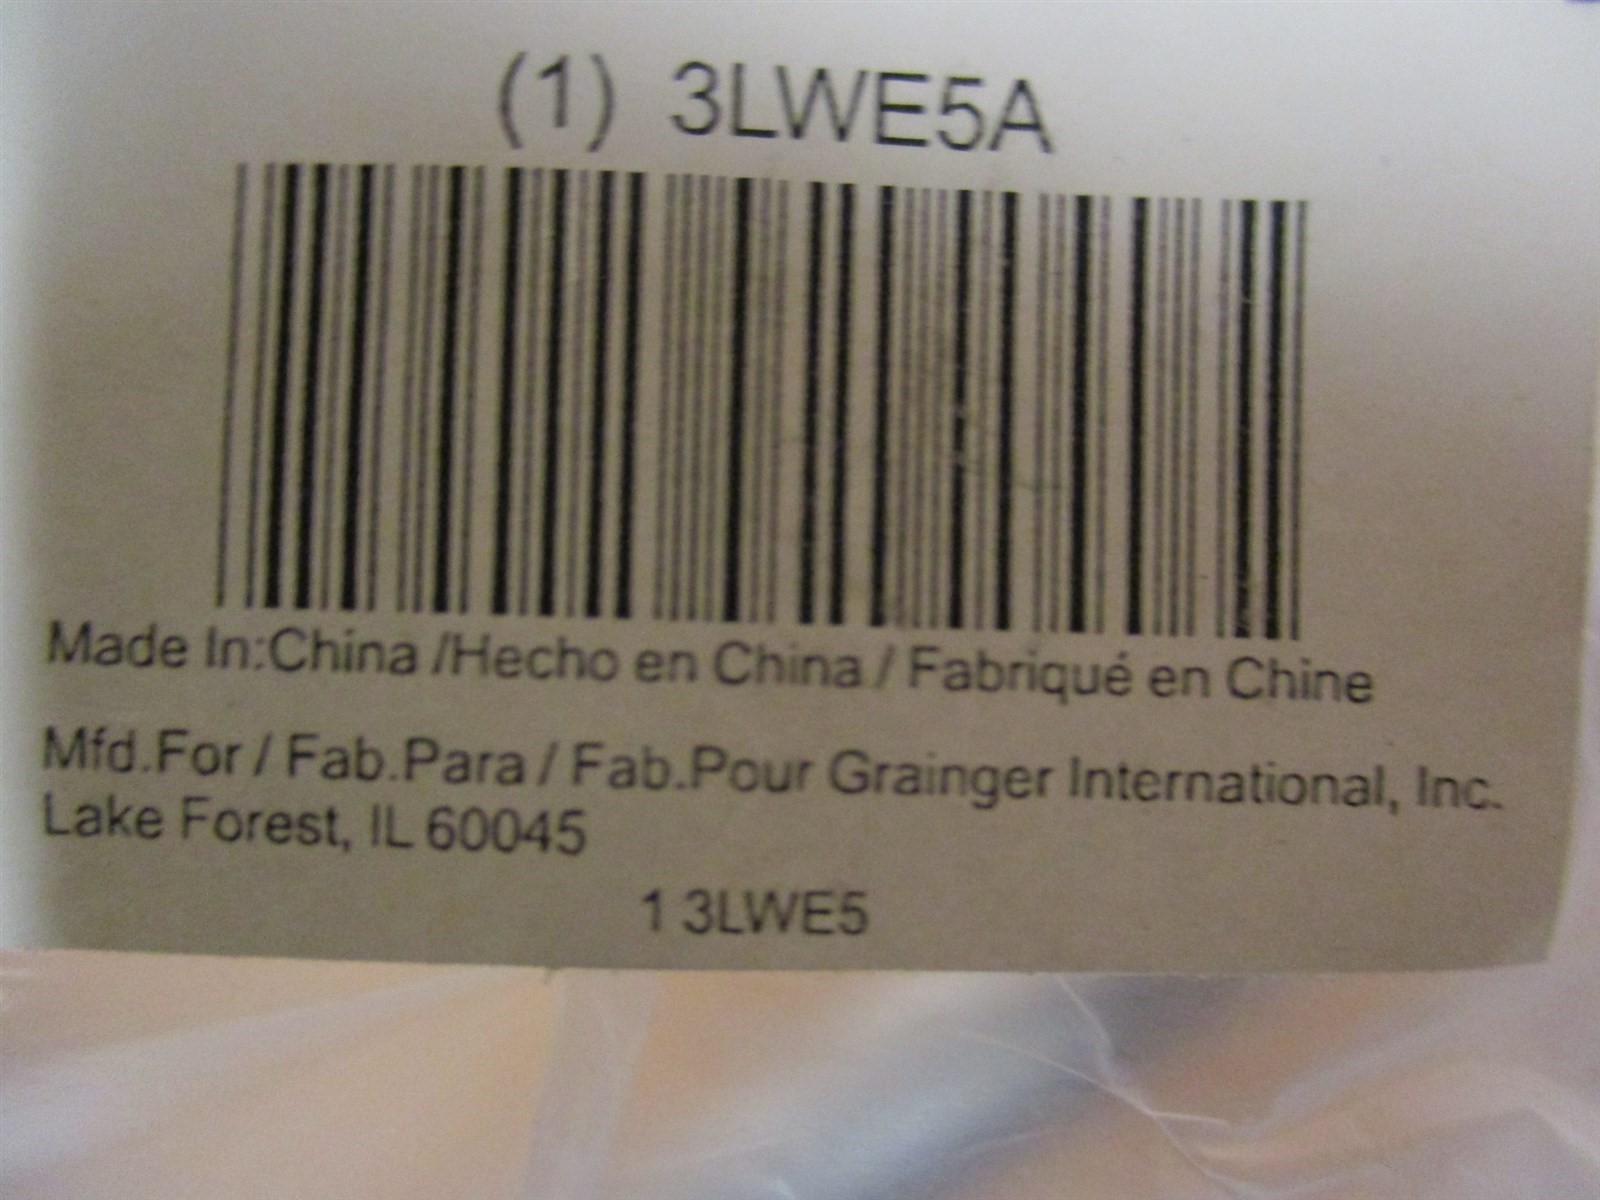 (1) 3LWE5A
Made In:China /Hecho en China / Fabriqué en Chine
Mfd.For / Fab.Para / Fab.Pour Grainger International, Inc.
Lake Forest, IL 60045
1 3LWE5